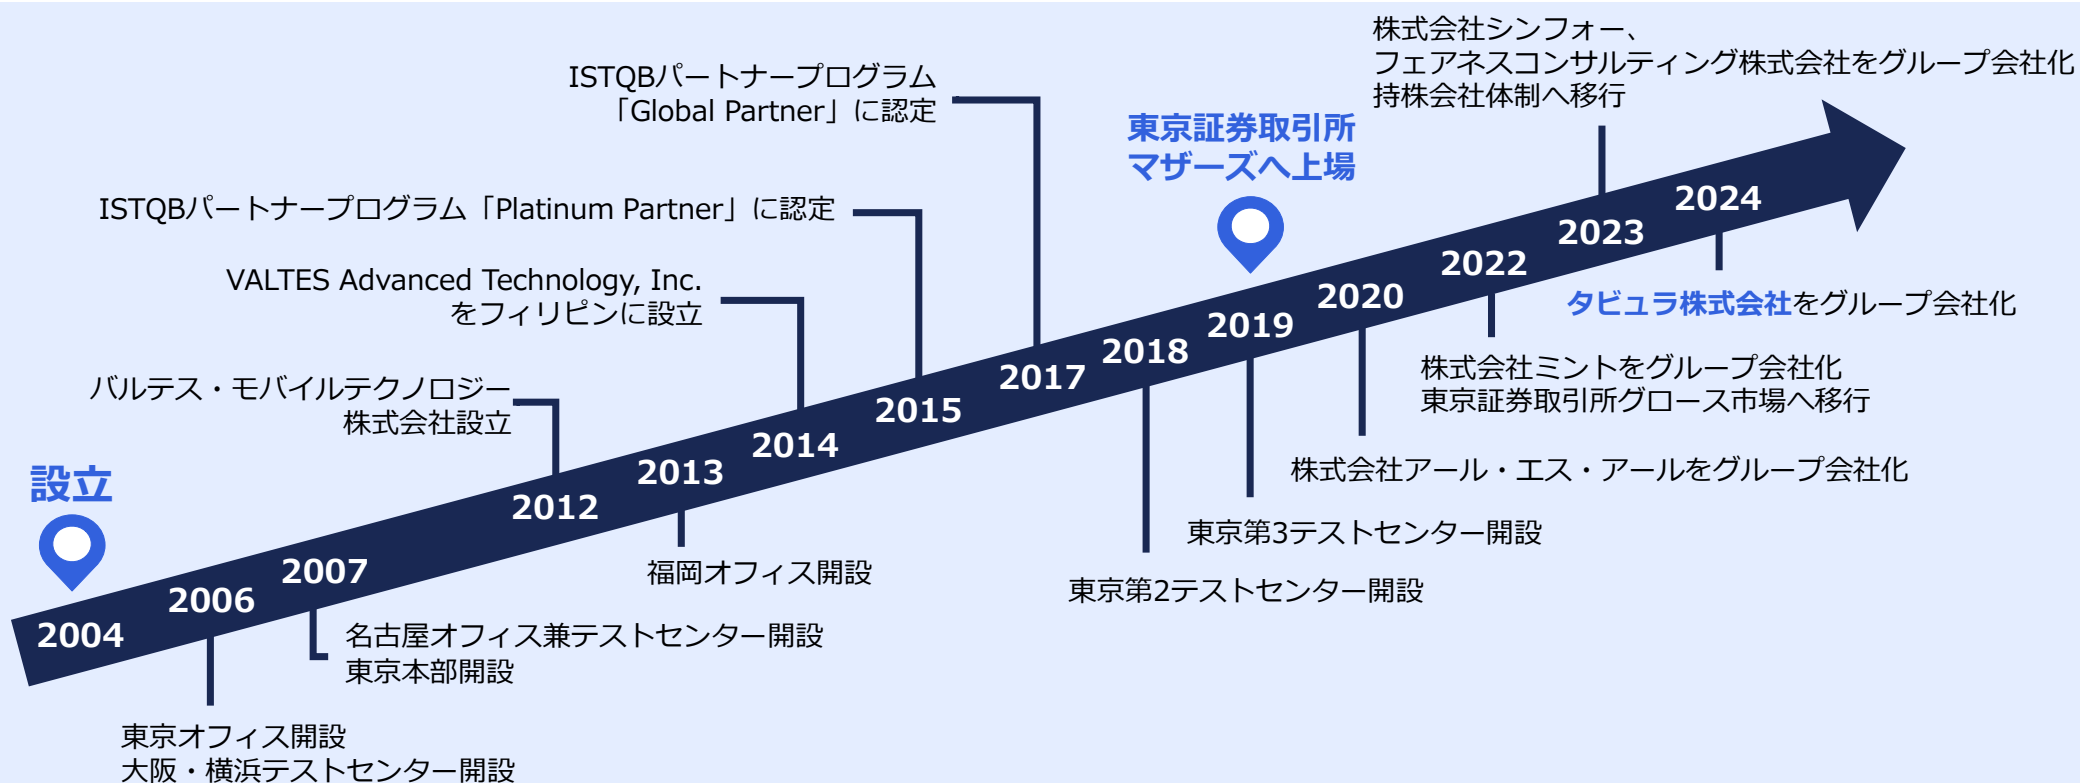 株式会社シンフォー、
フェアネスコンサルティング株式会社をグループ会社化
持株会社体制へ移行
ISTQBパートナープログラム
「Global Partner」に認定
東京証券取引所
マザーズへ上場
ISTQBパートナープログラム「Platinum Partner」に認定
VALTES Advanced Technology, Inc.
をフィリピンに設立
バルテス・モバイルテクノロジー
株式会社設立
設立
2004
2006
2007
2012
2013
2014
2015
2017
2018
2019
2020
2022
2023
2024
タビュラ株式会社をグループ会社化
株式会社ミントをグループ会社化
東京証券取引所グロース市場へ移行
株式会社アール・エス・アールをグループ会社化
東京第3テストセンター開設
東京第2テストセンター開設
福岡オフィス開設
名古屋オフィス兼テストセンター開設
東京本部開設
東京オフィス開設
大阪・横浜テストセンター開設